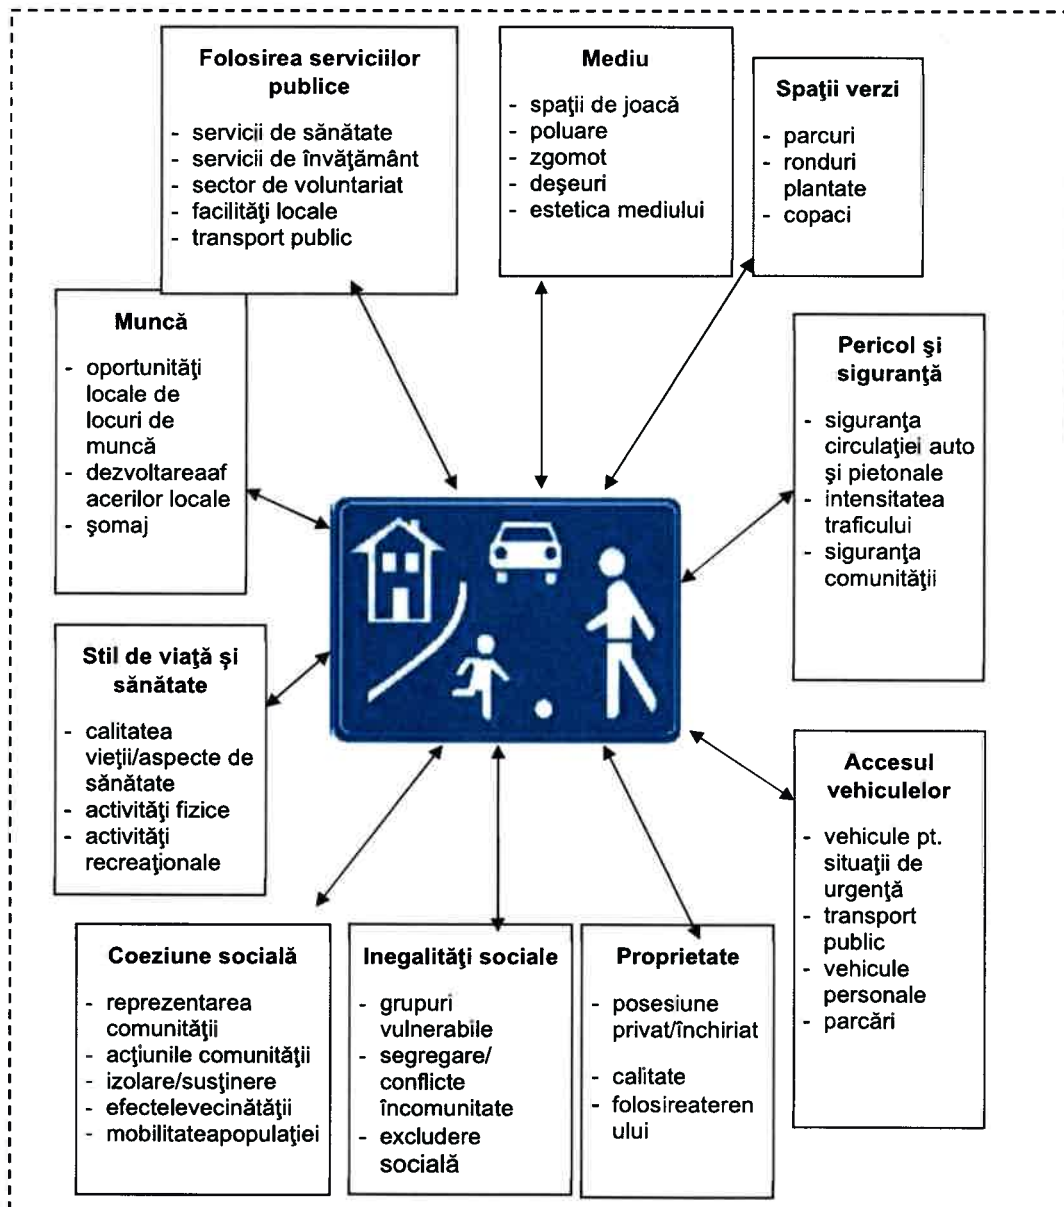 Folosirea serviciilor
publice
- servicii de sănătate
- servicii de învăţământ
- sector de voluntariat
- facilităţi locale
- transport public
Mediu
- spaţii de joacă
- poluare
- zgomot
- deşeuri
- estetica mediului
Spaţii verzi
- parcuri
- ronduri
plantate
- copaci
Muncă
- oportunităţi
locale de
locuri de
muncă
- dezvoltareaaf
acerilor locale
- şomaj
Pericol şi
siguranţă
- siguranţa
circulaţiei auto
şi pietonale
- intensitatea
traficului
- siguranţa
comunităţii
Stil de viaţă şi
sănătate
- calitatea
vieţii/aspecte de
sănătate
- activităţi fizice
- activităţi
recreaţionale
Accesul
vehiculelor
- vehicule pt.
situaţii de
urgenţă
- transport
public
- vehicule
personale
- parcări
Coeziune socială
- reprezentarea
comunităţii
- acţiunile comunităţii
- izolare/susţinere
- efectelevecinătăţii
- mobilitateapopulaţiei
Inegalităţi sociale
- grupuri
vulnerabile
- segregare/
conflicte
încomunitate
- excludere
socială
Proprietate
- posesiune
privat/închiriat
- calitate
- folosireateren
ului